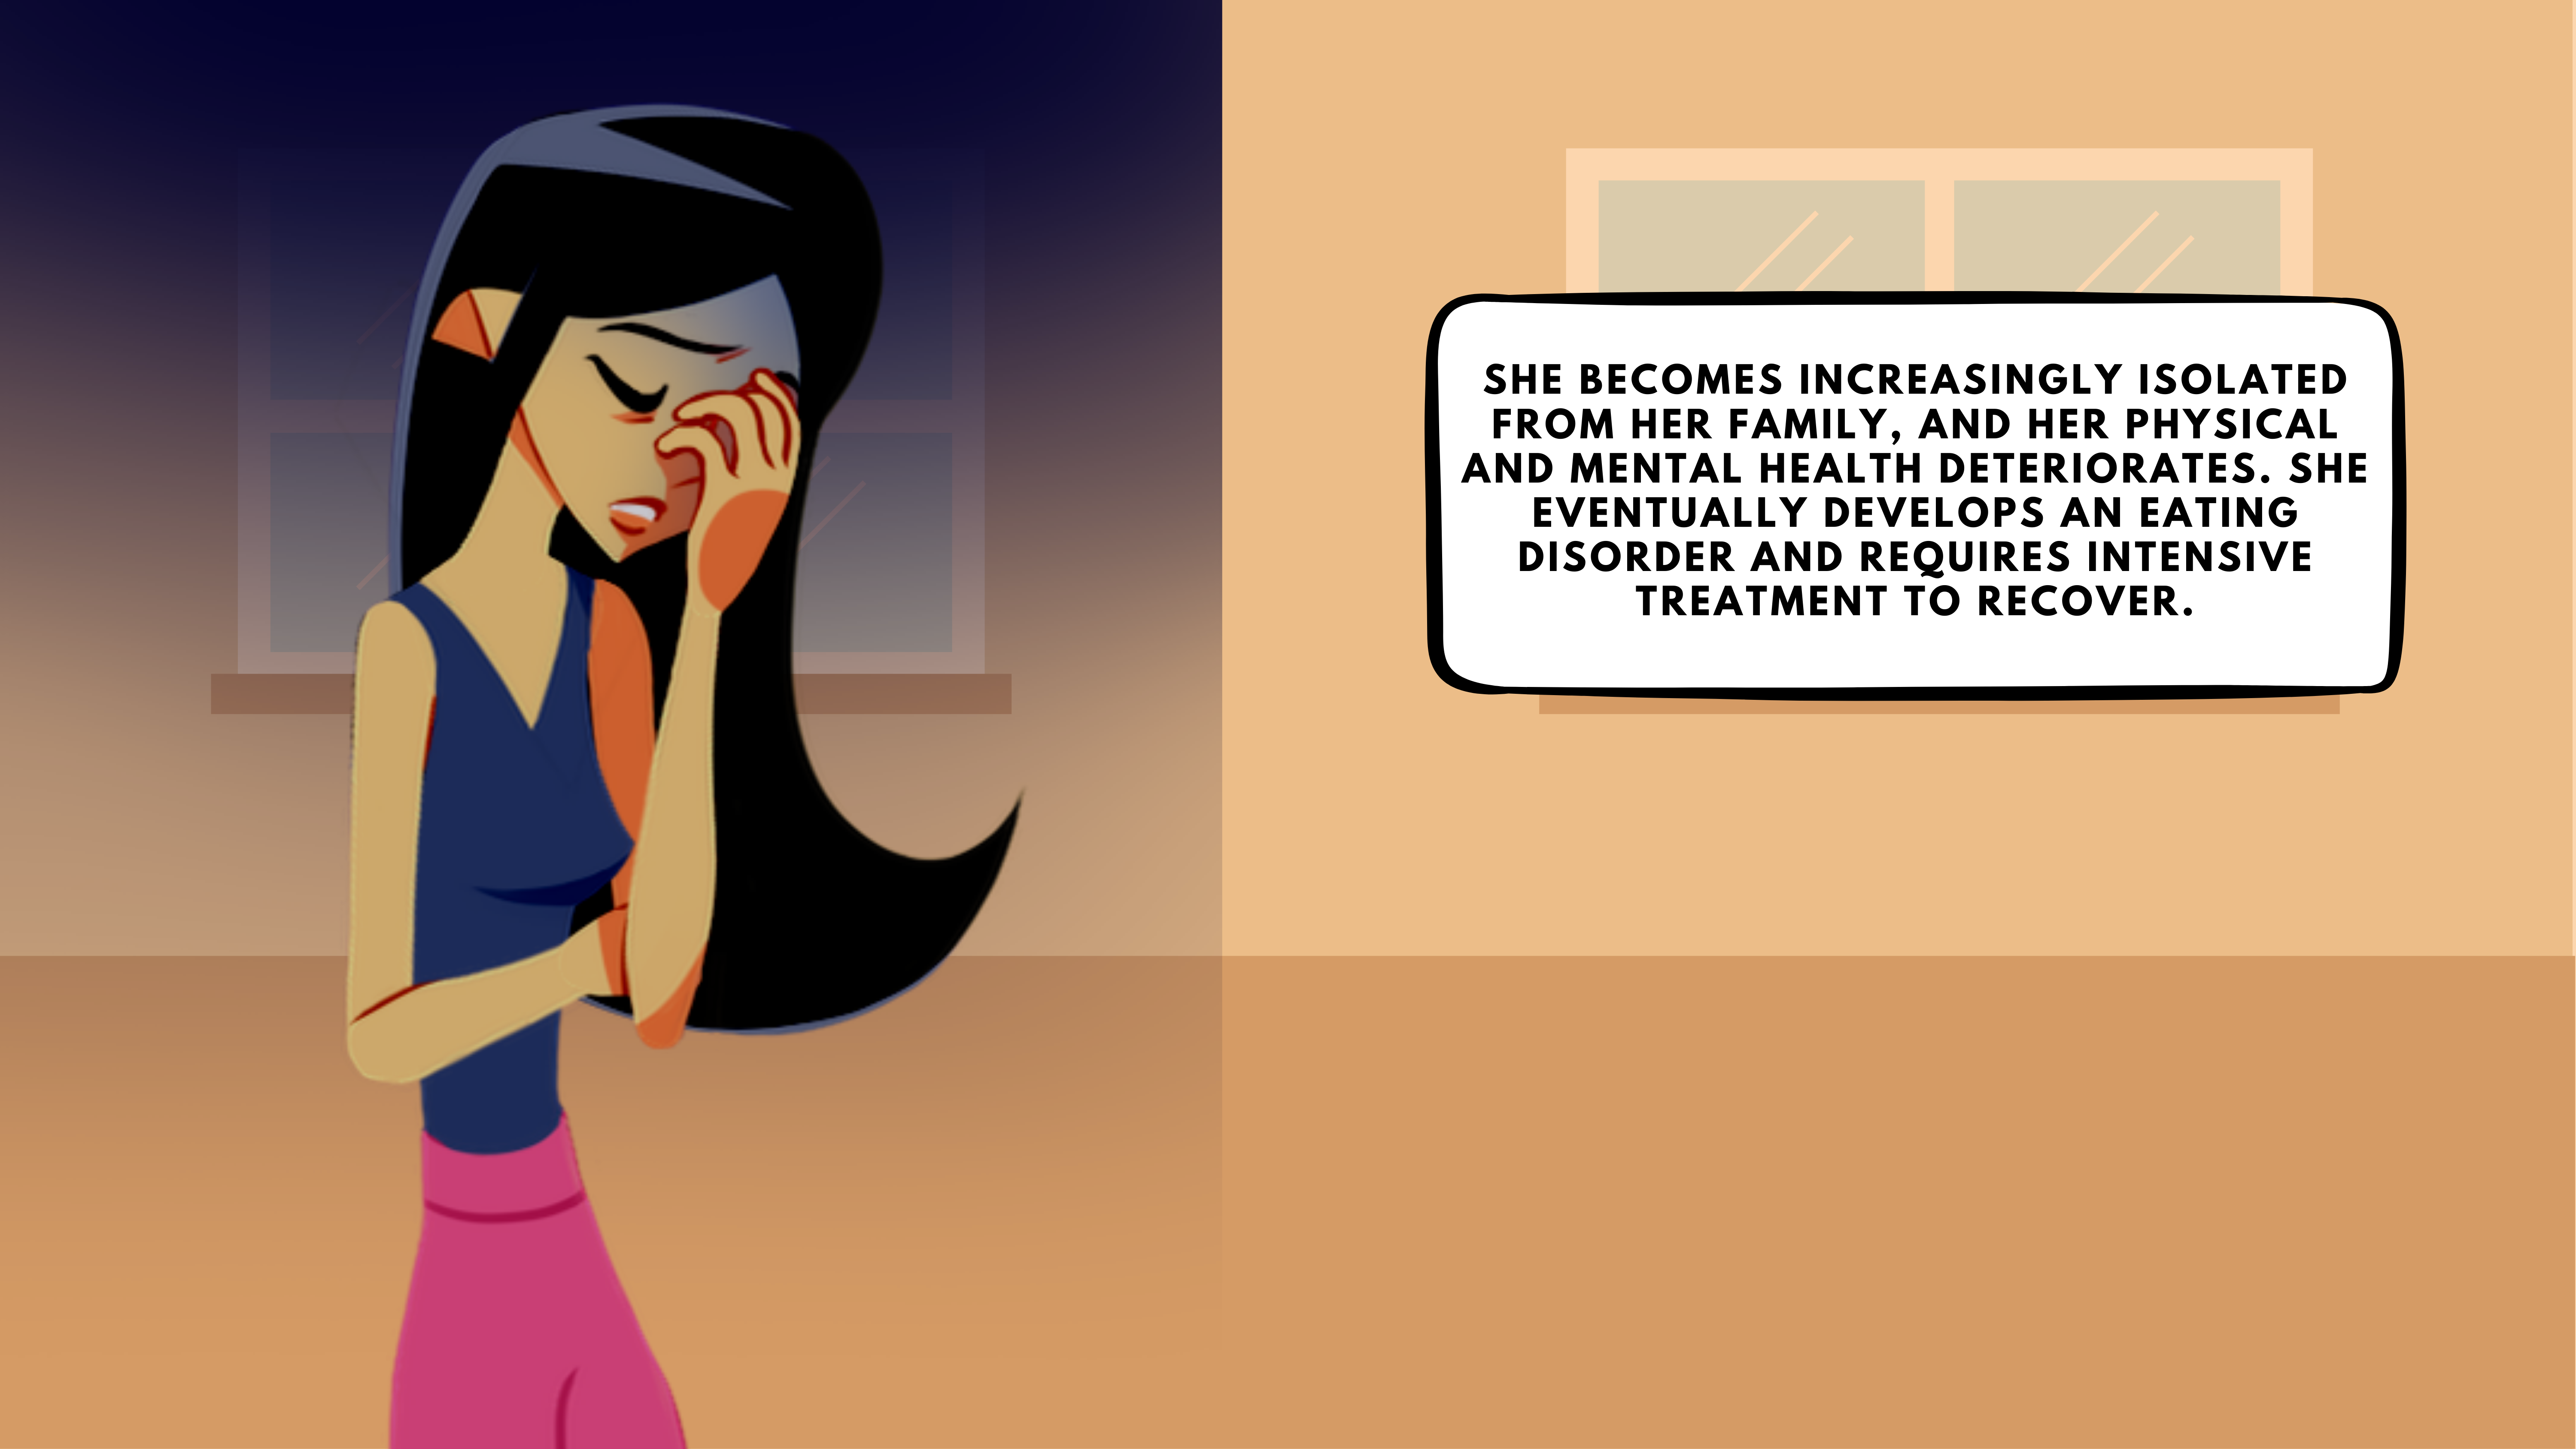 SHE BECOMES INCREASINGLY ISOLATED
FROM HER FAMILY, AND HER PHYSICAL
AND MENTAL HEALTH DETERIORATES. SHE
EVENTUALLY DEVELOPS AN EATING
DISORDER AND REQUIRES INTENSIVE
TREATMENT TO RECOVER.